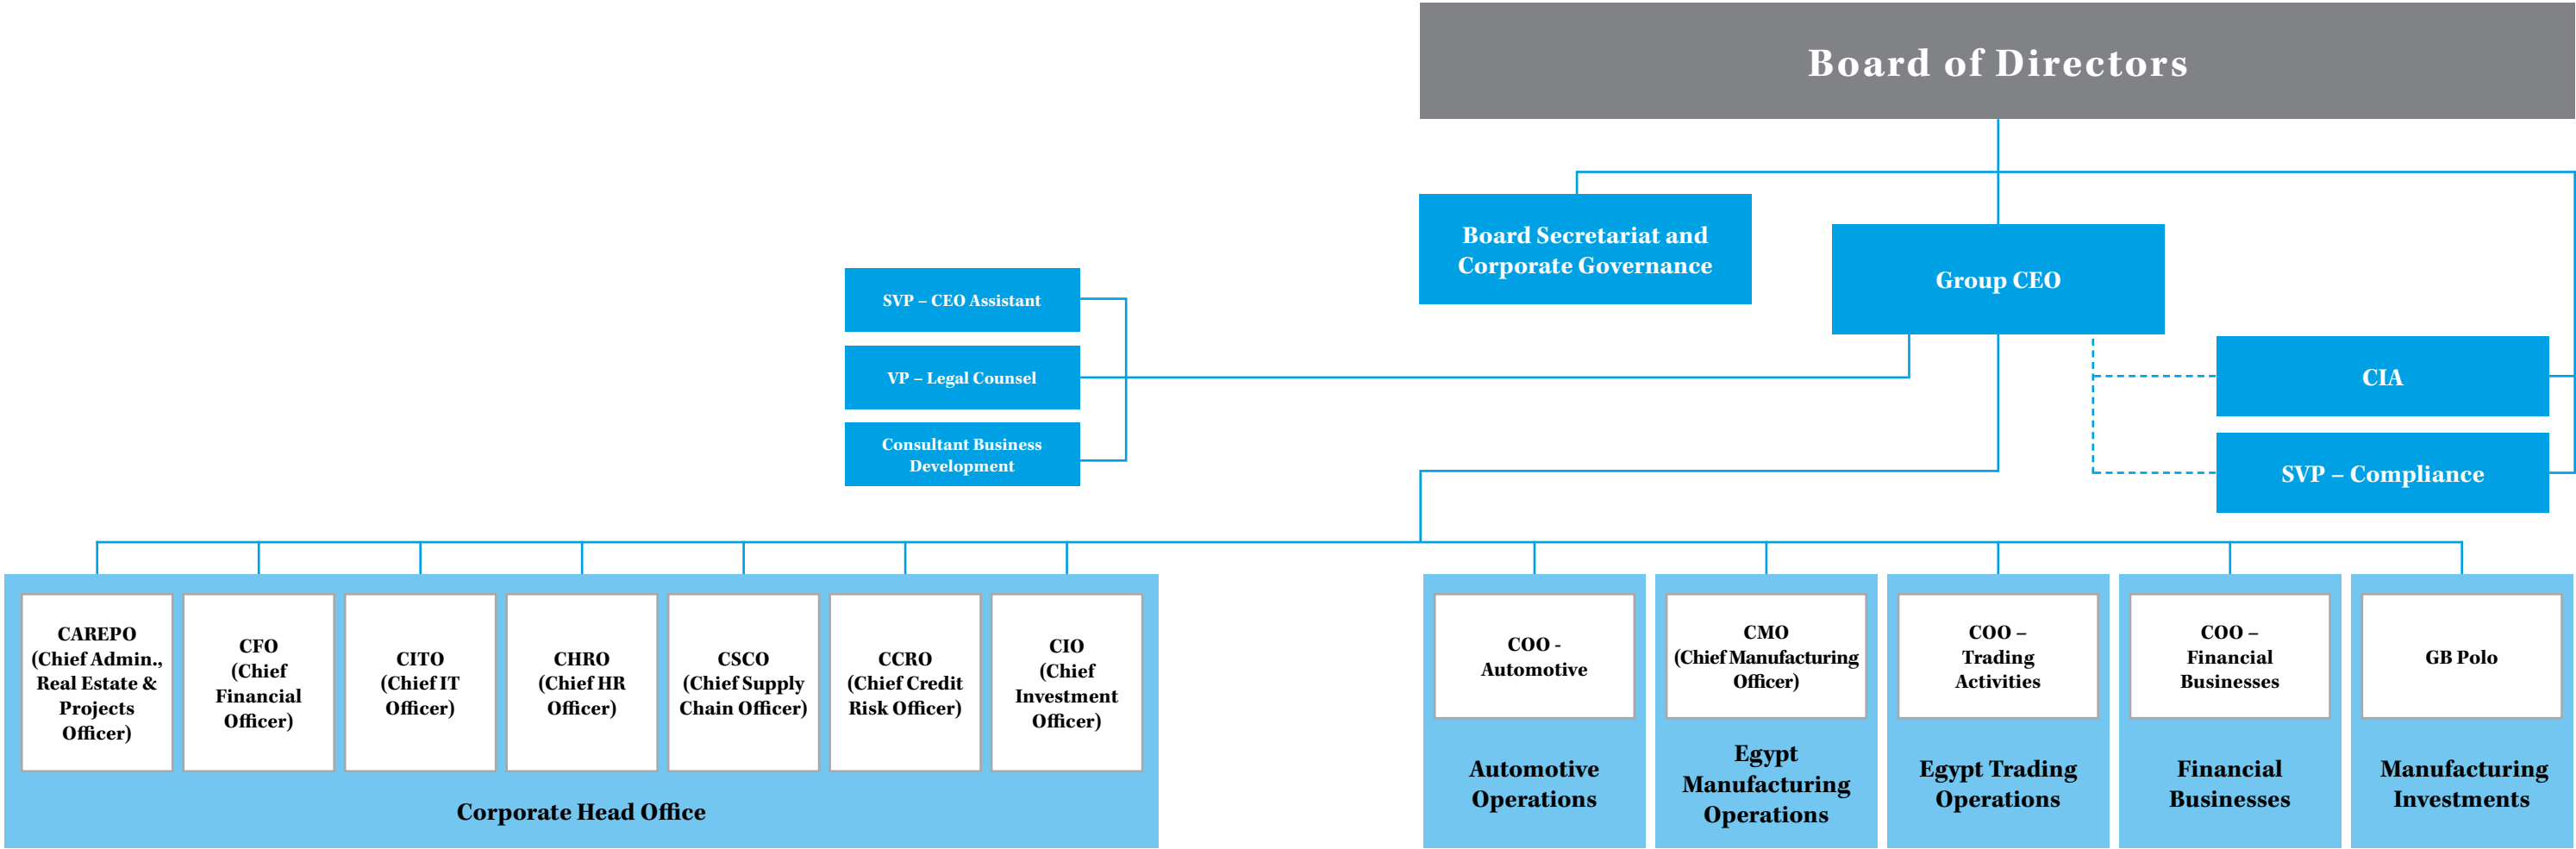 Board of Directors
Board Secretariat and
Corporate Governance
Group CEO
SVP – CEO Assistant
VP – Legal Counsel
Consultant Business
Development
CIA
SVP – Compliance
CAREPO
(Chief Admin.,
Real Estate &
Projects
Officer)
CFO
(Chief
Financial
Officer)
CITO
(Chief IT
Officer)
CHRO
(Chief HR
Officer)
CSCO
(Chief Supply
Chain Officer)
CCRO
(Chief Credit
Risk Officer)
CIO
(Chief
Investment
Officer)
Corporate Head Office
COO -
Automotive
Automotive
Operations
CMO
(Chief Manufacturing
Officer)
Egypt
Manufacturing
Operations
COO –
Trading
Activities
Egypt Trading
Operations
COO –
Financial
Businesses
Financial
Businesses
GB Polo
Manufacturing
Investments